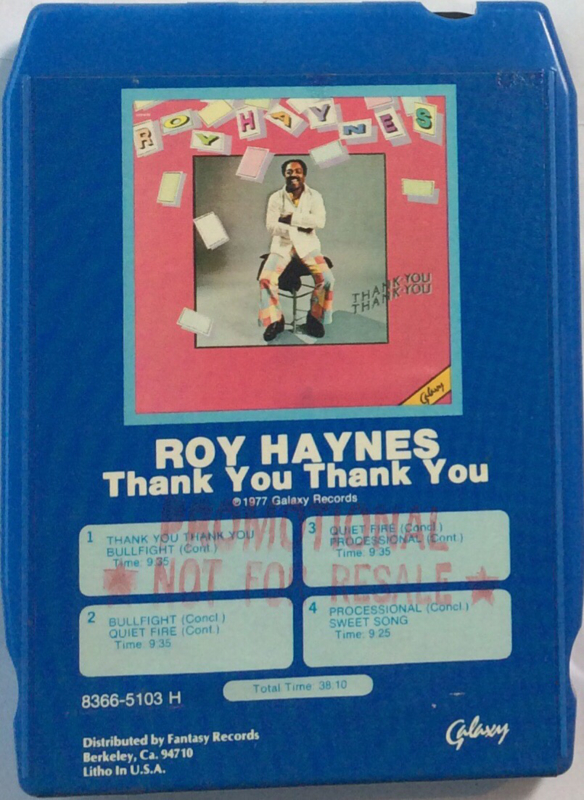 ROY HAYNES
THANK YOU
THANK YOU
Galaxy
ROY HAYNES
Thank You Thank You
℗1977 Galaxy Records
PROMOTIONAL
★ NOT FOR RESALE ★
1 THANK YOU THANK YOU
BULLFIGHT (Cont.)
Time: 9:35
2 BULLFIGHT (Concl.)
QUIET FIRE (Cont.)
Time: 9:35
3 QUIET FIRE (Concl.)
PROCESSIONAL (Cont.)
Time: 9:35
4 PROCESSIONAL (Concl.)
SWEET SONG
Time: 9:25
Total Time: 38:10
8366-5103 H
Distributed by Fantasy Records
Berkeley, Ca. 94710
Litho In U.S.A.
Galaxy